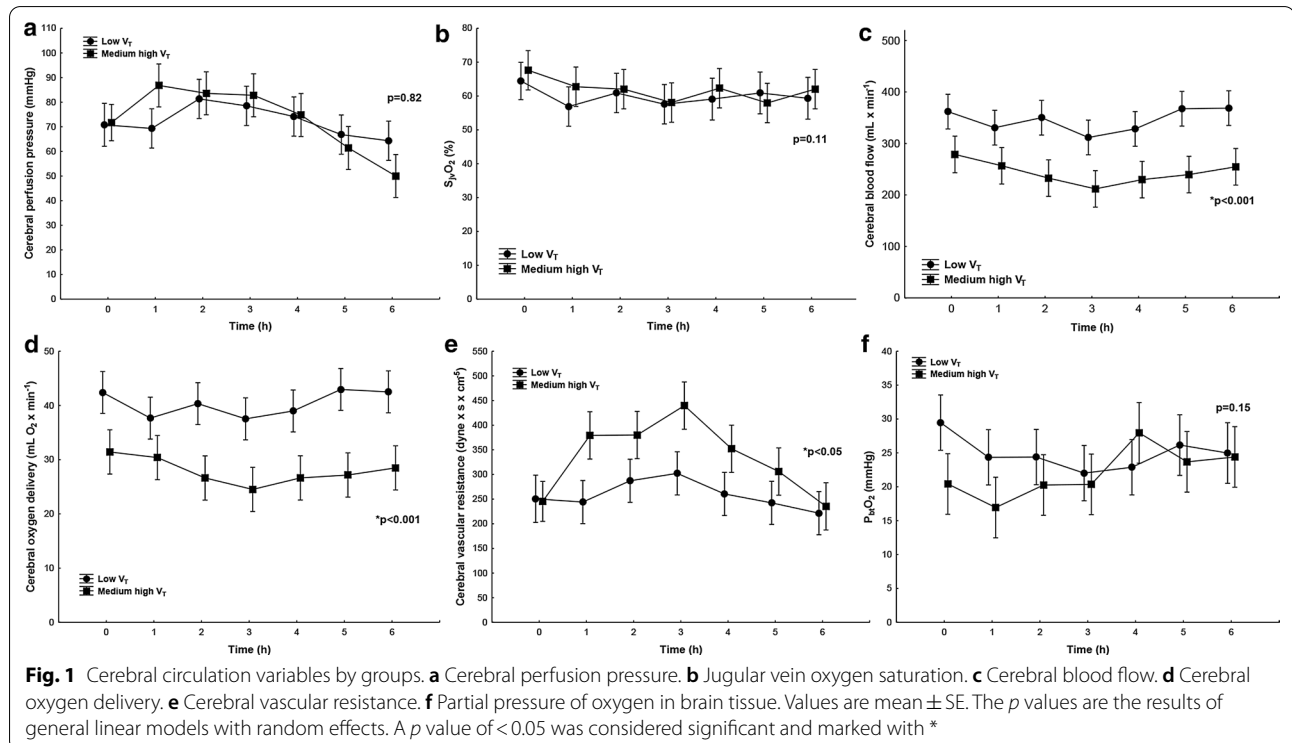 a
Low VT
Medium high VT
Cerebral perfusion pressure (mmHg)
110
100
90
80
70
60
50
40
30
20
10
0
p=0.82
0 1 2 3 4 5 6
Time (h)
b
SjvO2 (%)
80
70
60
50
40
30
20
10
0
p=0.11
Low VT
Medium high VT
0 1 2 3 4 5 6
Time (h)
c
Cerebral blood flow (mL x min-1)
500
400
300
200
100
0
*p<0.001
Low VT
Medium high VT
0 1 2 3 4 5 6
Time (h)
d
Cerebral oxygen delivery (mL O2 x min-1)
50
40
30
20
10
0
*p<0.001
Low VT
Medium high VT
0 1 2 3 4 5 6
Time (h)
e
Cerebral vascular resistance (dyne x s x cm-5)
550
500
450
400
350
300
250
200
150
100
50
0
Low VT
Medium high VT
*p<0.05
0 1 2 3 4 5 6
Time (h)
f
PbtO2 (mmHg)
40
35
30
25
20
15
10
5
0
Low VT
Medium high VT
p=0.15
0 1 2 3 4 5 6
Time (h)
Fig. 1 Cerebral circulation variables by groups. a Cerebral perfusion pressure. b Jugular vein oxygen saturation. c Cerebral blood flow. d Cerebral
oxygen delivery. e Cerebral vascular resistance. f Partial pressure of oxygen in brain tissue. Values are mean ± SE. The p values are the results of
general linear models with random effects. A p value of < 0.05 was considered significant and marked with *